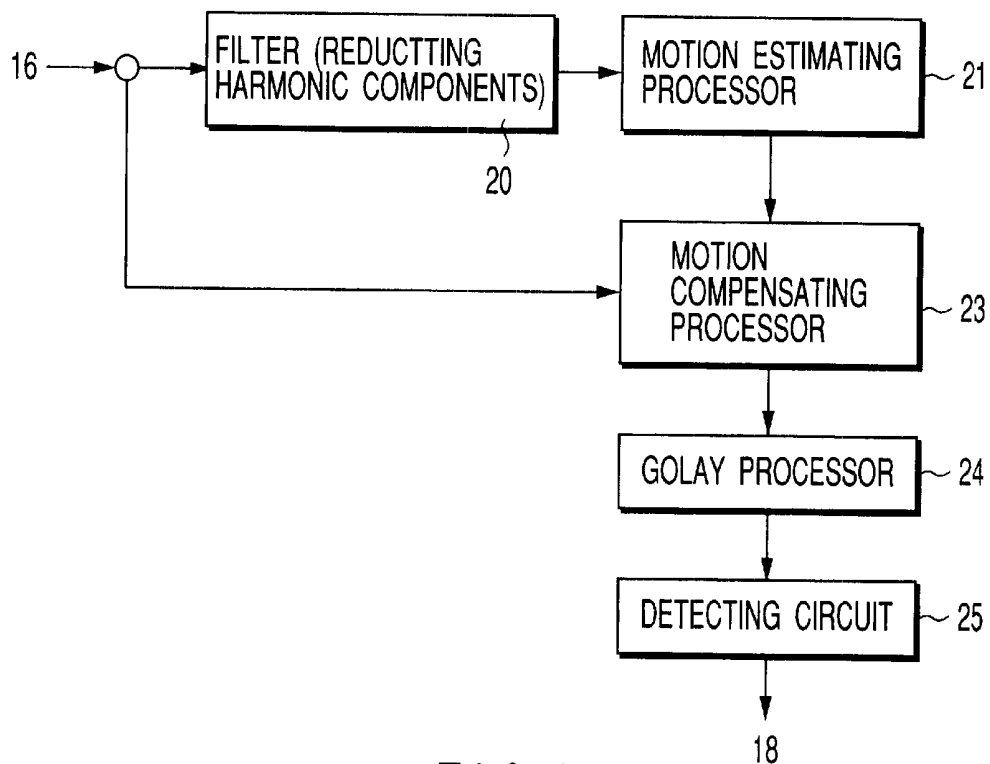 16
FILTER (REDUCTTING
HARMONIC COMPONENTS)
20
MOTION ESTIMATING
PROCESSOR
21
MOTION
COMPENSATING
PROCESSOR
23
GOLAY PROCESSOR
24
DETECTING CIRCUIT
25
18